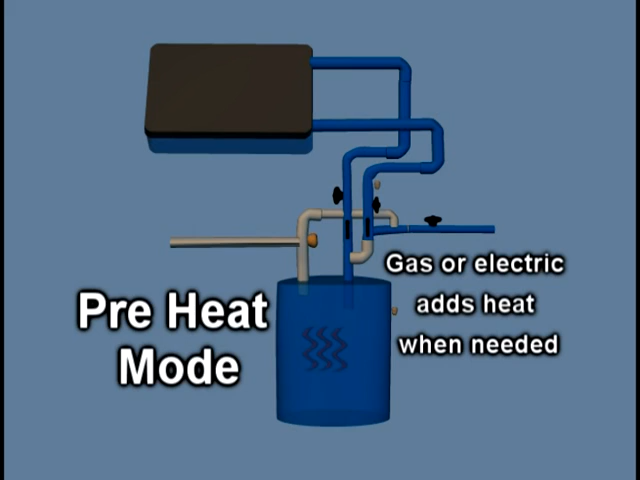 Pre Heat
Mode
Gas or electric
adds heat
when needed